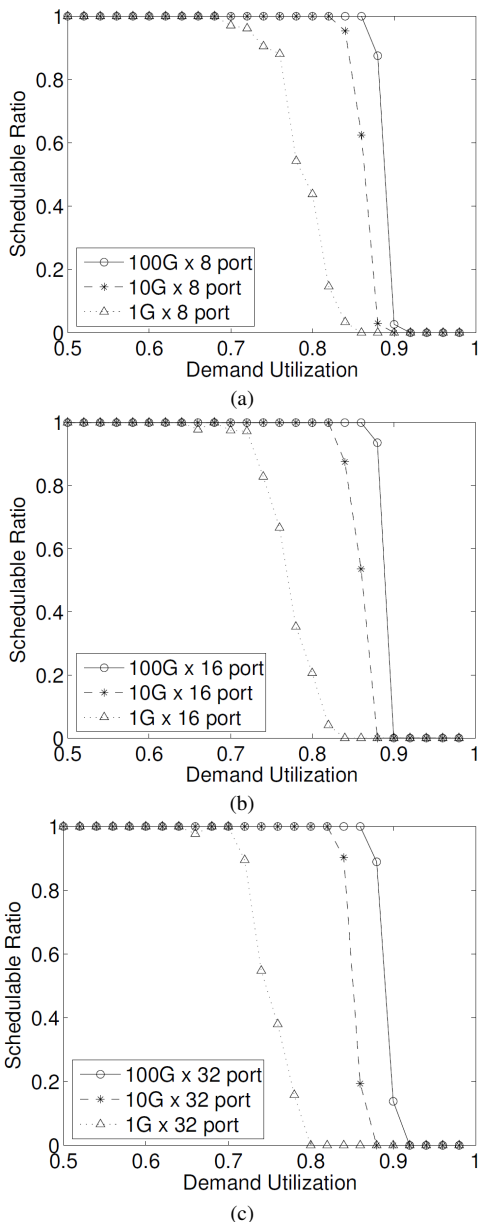 1
0.8
0.6
0.4
0.2
0
Schedulable Ratio
100G x 8 port
10G x 8 port
1G x 8 port
0.5 0.6 0.7 0.8 0.9 1
Demand Utilization
(a)
1
0.8
0.6
0.4
0.2
0
Schedulable Ratio
100G x 16 port
10G x 16 port
1G x 16 port
0.5 0.6 0.7 0.8 0.9 1
Demand Utilization
(b)
1
0.8
0.6
0.4
0.2
0
Schedulable Ratio
100G x 32 port
10G x 32 port
1G x 32 port
0.5 0.6 0.7 0.8 0.9 1
Demand Utilization
(c)